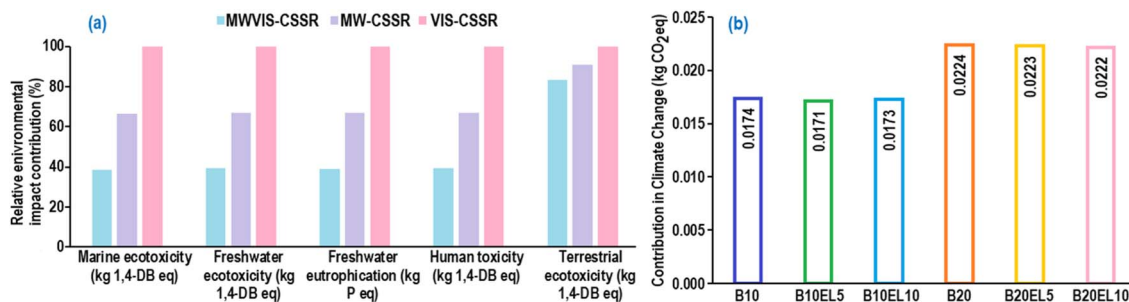 (a)
MWVIS-CSSR MW-CSSR VIS-CSSR
Relative enivronmental
impact contribution (%)
100
80
60
40
20
0
Marine ecotoxicity
(kg 1,4-DB eq)
Freshwater
ecotoxicity (kg
1,4-DB eq)
Freshwater
eutrophication (kg
P eq)
Human toxicity
(kg 1,4-DB eq)
Terrestrial
ecotoxicity (kg
1,4-DB eq)
(b)
Contribution in Climate Change (kg CO₂eq)
0.025
0.020
0.015
0.010
0.005
0.000
0.0174
0.0171
0.0173
0.0224
0.0223
0.0222
B10 B10EL5 B10EL10 B20 B20EL5 B20EL10